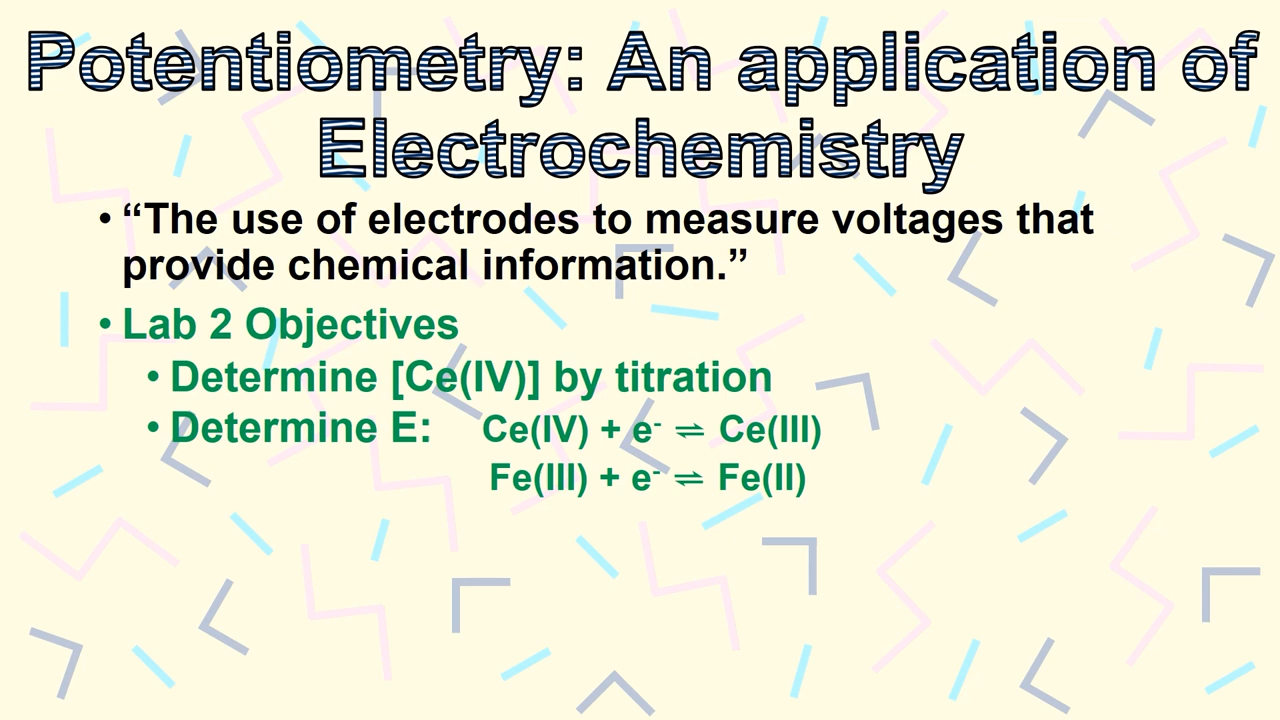 Potentiometry: An application of
Electrochemistry
• “The use of electrodes to measure voltages that
provide chemical information.”
• Lab 2 Objectives
• Determine [Ce(IV)] by titration
• Determine E: Ce(IV) + e⁻ ⇌ Ce(III)
Fe(III) + e⁻ ⇌ Fe(II)